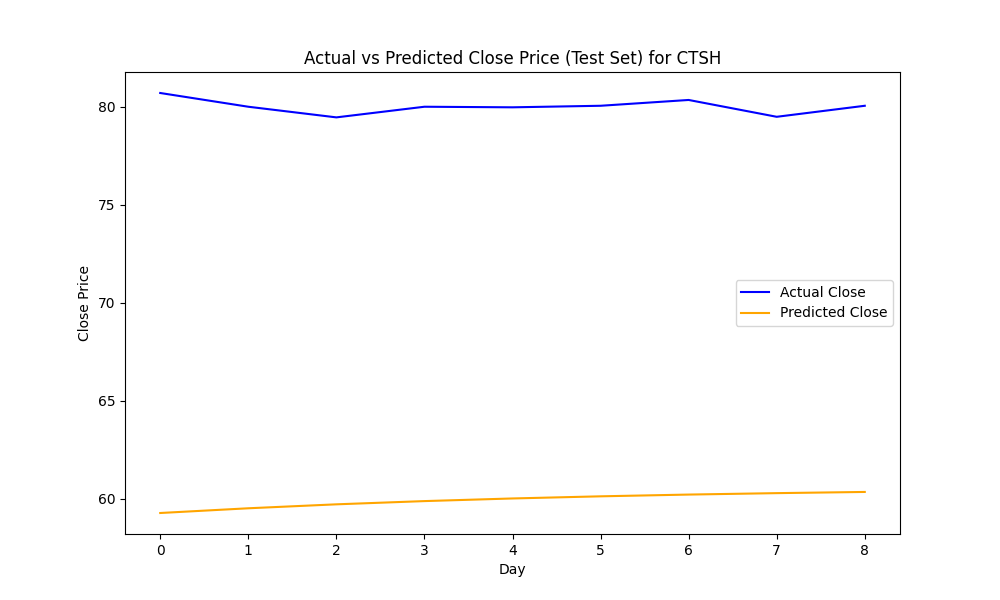 Actual vs Predicted Close Price (Test Set) for CTSH
80
75
70
65
60
Close Price
Actual Close
Predicted Close
0 1 2 3 4 5 6 7 8
Day